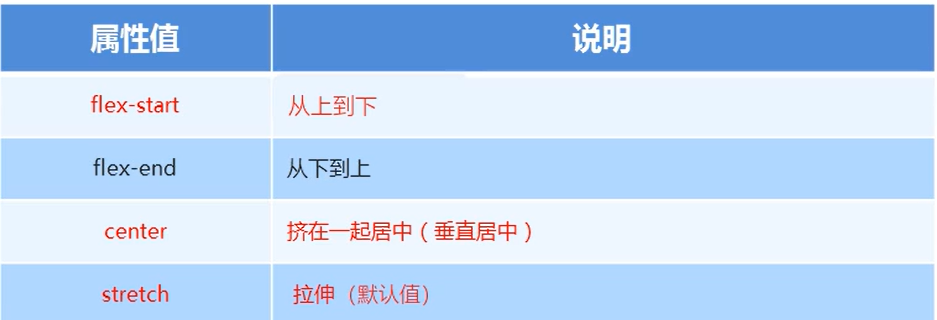 属性值 说明
flex-start 从上到下
flex-end 从下到上
center 挤在一起居中（垂直居中）
stretch 拉伸（默认值）